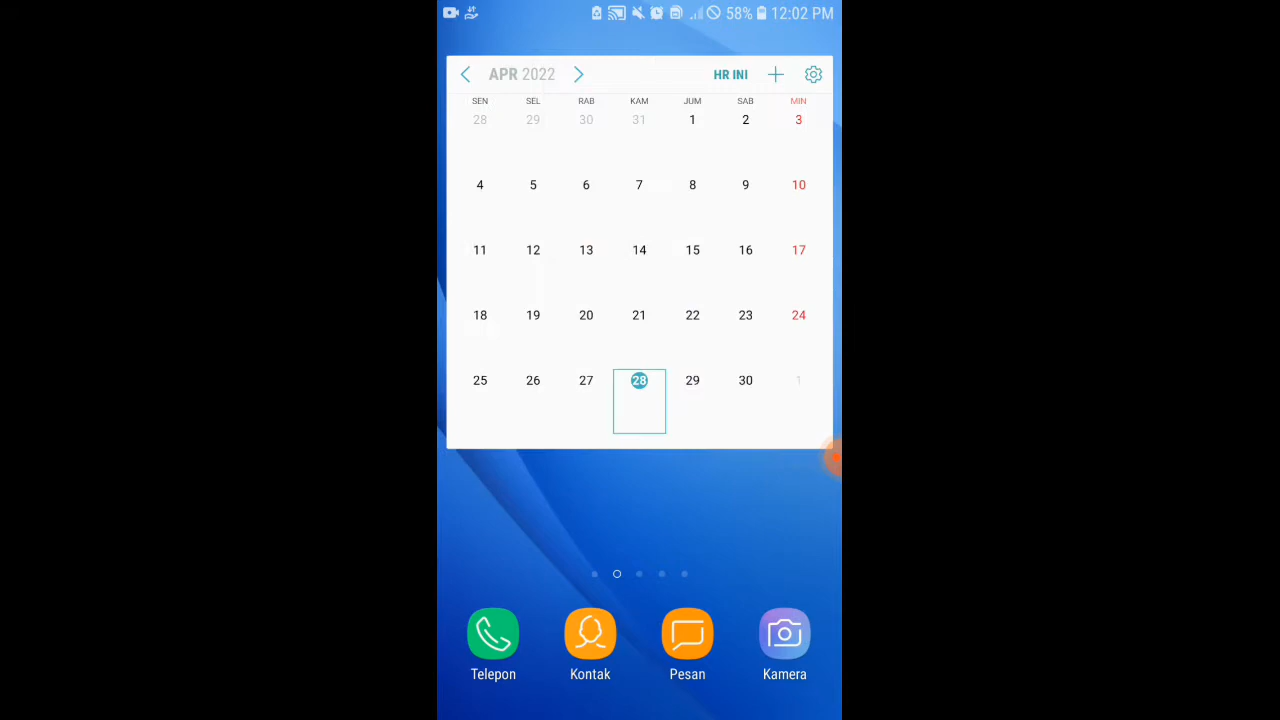 58% 12:02 PM
APR 2022 HR INI
SEN SEL RAB KAM JUM SAB MIN
28 29 30 31 1 2 3
4 5 6 7 8 9 10
11 12 13 14 15 16 17
18 19 20 21 22 23 24
25 26 27 28 29 30 1
Telepon Kontak Pesan Kamera